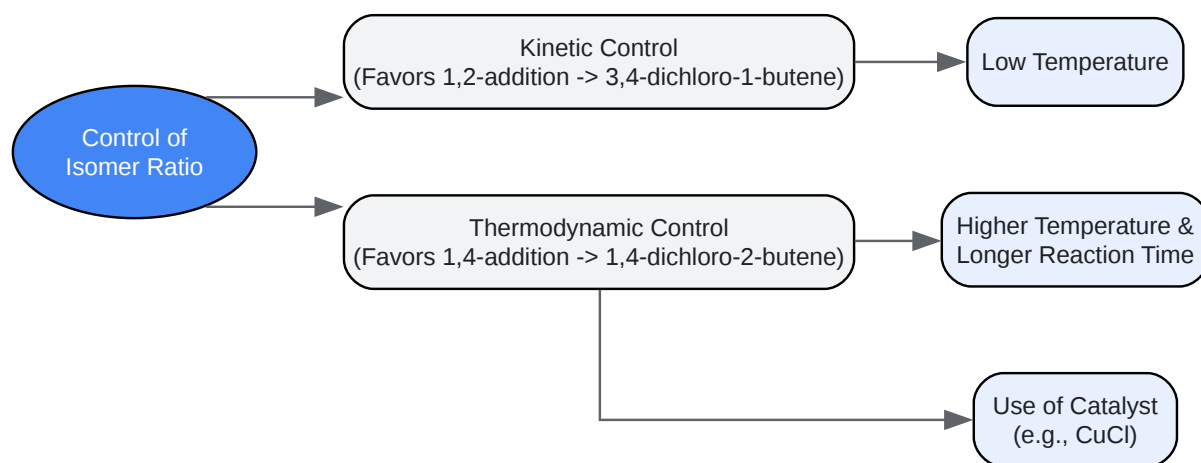 Control of
Isomer Ratio
Kinetic Control
(Favors 1,2-addition -> 3,4-dichloro-1-butene)
Low Temperature
Thermodynamic Control
(Favors 1,4-addition -> 1,4-dichloro-2-butene)
Higher Temperature &
Longer Reaction Time
Use of Catalyst
(e.g., CuCl)